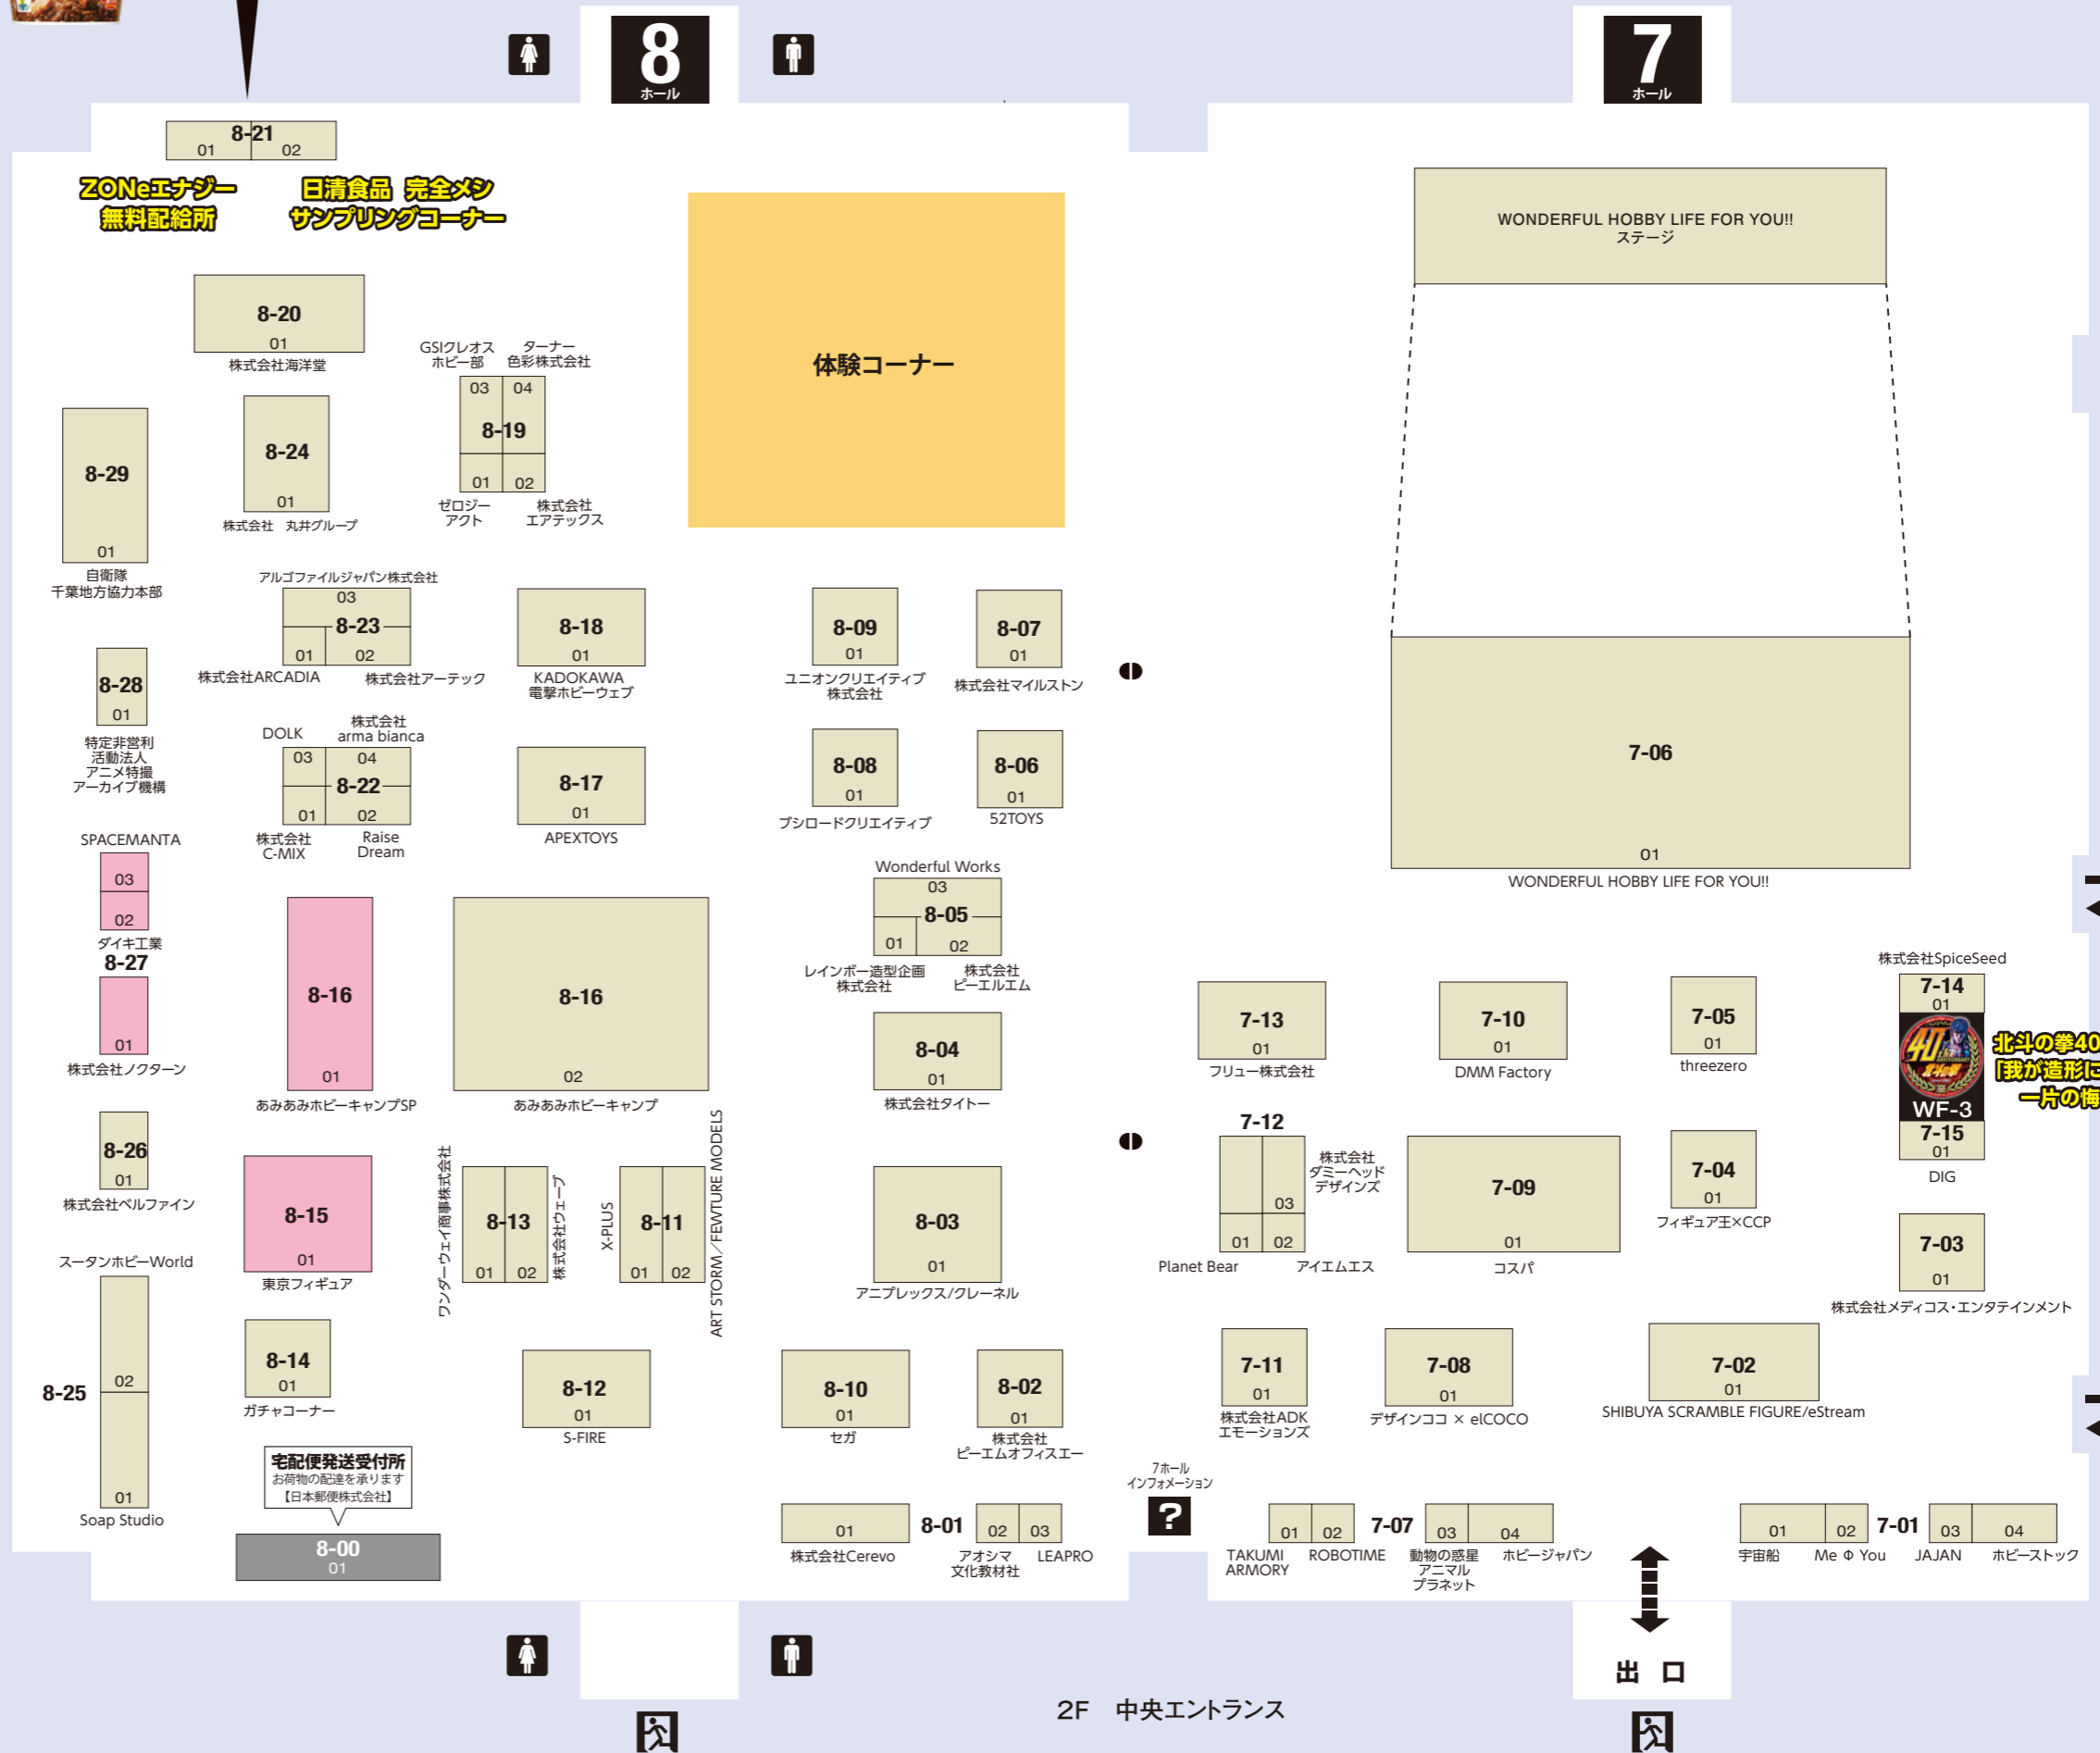 8
ホール
7
ホール
8-21
01
02
ZONeエナジー
無料配給所
日清食品 完全メシ
サンプリングコーナー
8-20
01
株式会社海洋堂
GSIクレオス
ホビー部
ターナー
色彩株式会社
03
04
8-19
01
02
ゼロジー
アクト
株式会社
エアテックス
体験コーナー
WONDERFUL HOBBY LIFE FOR YOU!!
ステージ
8-29
01
自衛隊
千葉地方協力本部
8-24
01
株式会社 丸井グループ
アルゴファイルジャパン株式会社
03
8-23
01
02
株式会社ARCADIA
株式会社アーテック
8-18
01
KADOKAWA
電撃ホビーウェブ
8-09
01
ユニオンクリエイティブ
株式会社
8-07
01
株式会社マイルストン
8-28
01
特定非営利
活動法人
アニメ特撮
アーカイブ機構
DOLK
株式会社
arma bianca
03
04
8-22
01
02
株式会社
C-MIX
Raise
Dream
8-17
01
APEXTOYS
8-08
01
ブシロードクリエイティブ
8-06
01
52TOYS
7-06
01
WONDERFUL HOBBY LIFE FOR YOU!!
SPACEMANTA
03
02
ダイキ工業
8-27
01
株式会社ノクターン
8-16
01
あみあみホビーキャンプSP
8-16
02
あみあみホビーキャンプ
Wonderful Works
03
8-05
01
02
レインボー造型企画
株式会社
株式会社
ピーエルエム
8-04
01
株式会社タイトー
7-13
01
フリュー株式会社
7-10
01
DMM Factory
7-05
01
threezero
株式会社SpiceSeed
7-14
01
40th
ANNIVERSARY
北斗の拳
WF-3
北斗の拳40
「我が造形に
一片の悔
7-15
01
DIG
8-26
01
株式会社ベルファイン
8-15
01
東京フィギュア
ワンダーウェイ商事株式会社
8-13
01
02
株式会社ウェーブ
X-PLUS
8-11
01
02
ART STORM／FEWTURE MODELS
8-03
01
アニプレックス/クレーネル
7-12
03
01
02
株式会社
ダミーヘッド
デザインズ
Planet Bear
アイエムエス
7-09
01
コスパ
7-04
01
フィギュア王×CCP
7-03
01
株式会社メディコス・エンタテインメント
スータンホビーWorld
8-25
02
01
Soap Studio
8-14
01
ガチャコーナー
8-12
01
S-FIRE
8-10
01
セガ
8-02
01
株式会社
ピーエムオフィスエー
7-11
01
株式会社ADK
エモーションズ
7-08
01
デザインココ × elCOCO
7-02
01
SHIBUYA SCRAMBLE FIGURE/eStream
宅配便発送受付所
お荷物の配達を承ります
【日本郵便株式会社】
8-00
01
01
8-01
02
03
株式会社Cerevo
アオシマ
文化教材社
LEAPRO
7ホール
インフォメーション
?
01
02
7-07
03
04
TAKUMI
ARMORY
ROBOTIME
動物の惑星
アニマル
プラネット
ホビージャパン
01
02
7-01
03
04
宇宙船
Me Φ You
JAJAN
ホビーストック
出 口
2F 中央エントランス